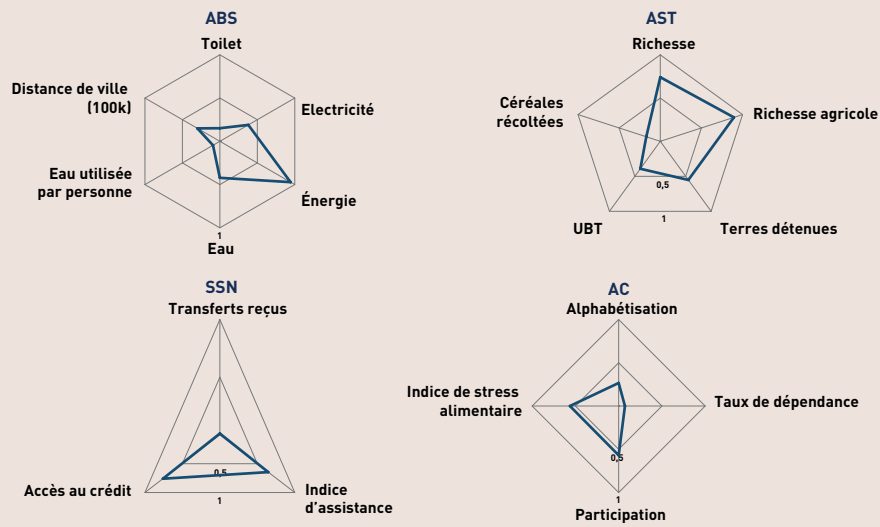 ABS
Toilet
Distance de ville
(100k)
Electricité
Eau utilisée
par personne
Énergie
1
Eau
AST
Richesse
Céréales
récoltées
Richesse agricole
0,5
UBT
1
Terres détenues
SSN
Transferts reçus
0,5
Accès au crédit
1
Indice
d'assistance
AC
Alphabétisation
Indice de stress
alimentaire
Taux de dépendance
0,5
1
Participation